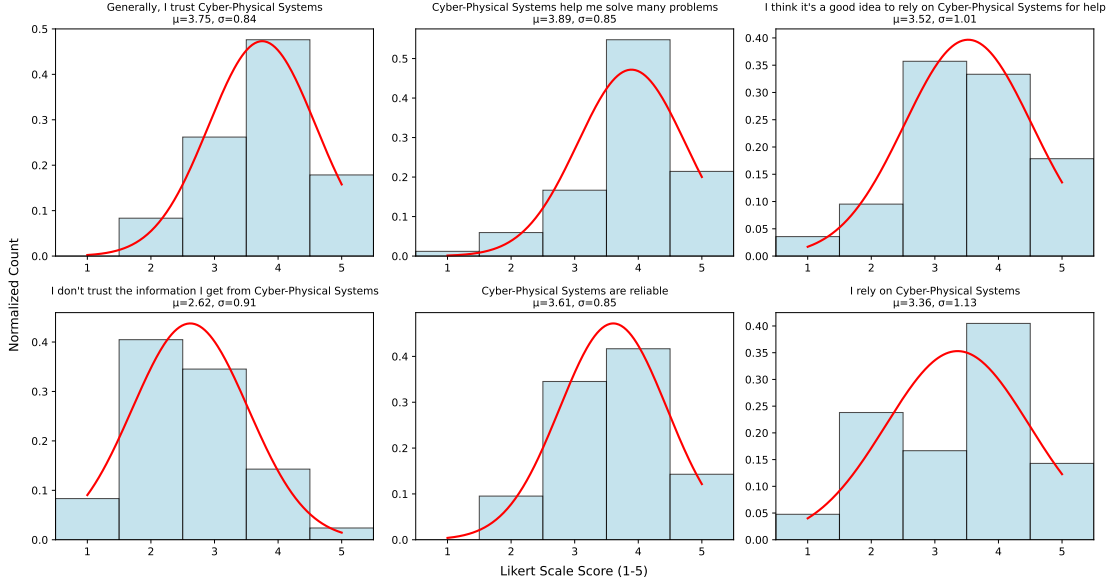 Generally, I trust Cyber-Physical Systems
μ=3.75, σ=0.84
0.5
0.4
0.3
0.2
0.1
0.0
1 2 3 4 5
Cyber-Physical Systems help me solve many problems
μ=3.89, σ=0.85
0.5
0.4
0.3
0.2
0.1
0.0
1 2 3 4 5
I think it's a good idea to rely on Cyber-Physical Systems for help
μ=3.52, σ=1.01
0.40
0.35
0.30
0.25
0.20
0.15
0.10
0.05
0.00
1 2 3 4 5
Normalized Count
I don't trust the information I get from Cyber-Physical Systems
μ=2.62, σ=0.91
0.4
0.3
0.2
0.1
0.0
1 2 3 4 5
Cyber-Physical Systems are reliable
μ=3.61, σ=0.85
0.4
0.3
0.2
0.1
0.0
1 2 3 4 5
I rely on Cyber-Physical Systems
μ=3.36, σ=1.13
0.40
0.35
0.30
0.25
0.20
0.15
0.10
0.05
0.00
1 2 3 4 5
Likert Scale Score (1-5)